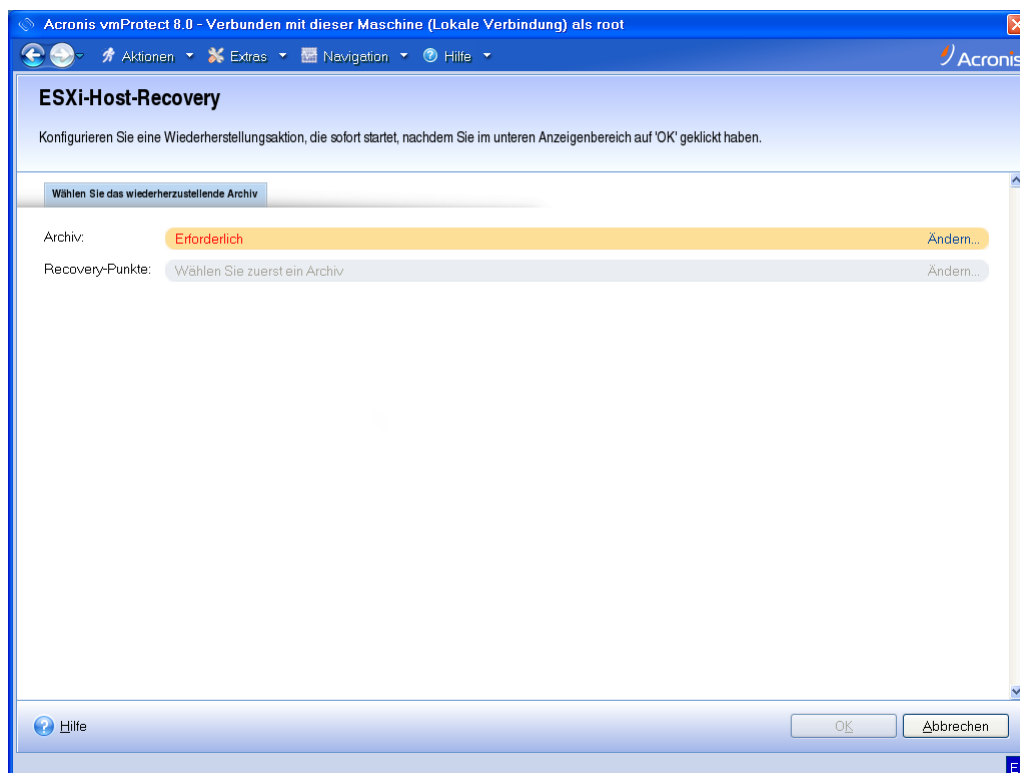 Acronis vmProtect 8.0 - Verbunden mit dieser Maschine (Lokale Verbindung) als root
Aktionen Extras Navigation Hilfe Acronis
ESXi-Host-Recovery
Konfigurieren Sie eine Wiederherstellungsaktion, die sofort startet, nachdem Sie im unteren Anzeigenbereich auf 'OK' geklickt haben.
Wählen Sie das wiederherzustellende Archiv
Archiv: Erforderlich Ändern...
Recovery-Punkte: Wählen Sie zuerst ein Archiv Ändern...
Hilfe OK Abbrechen